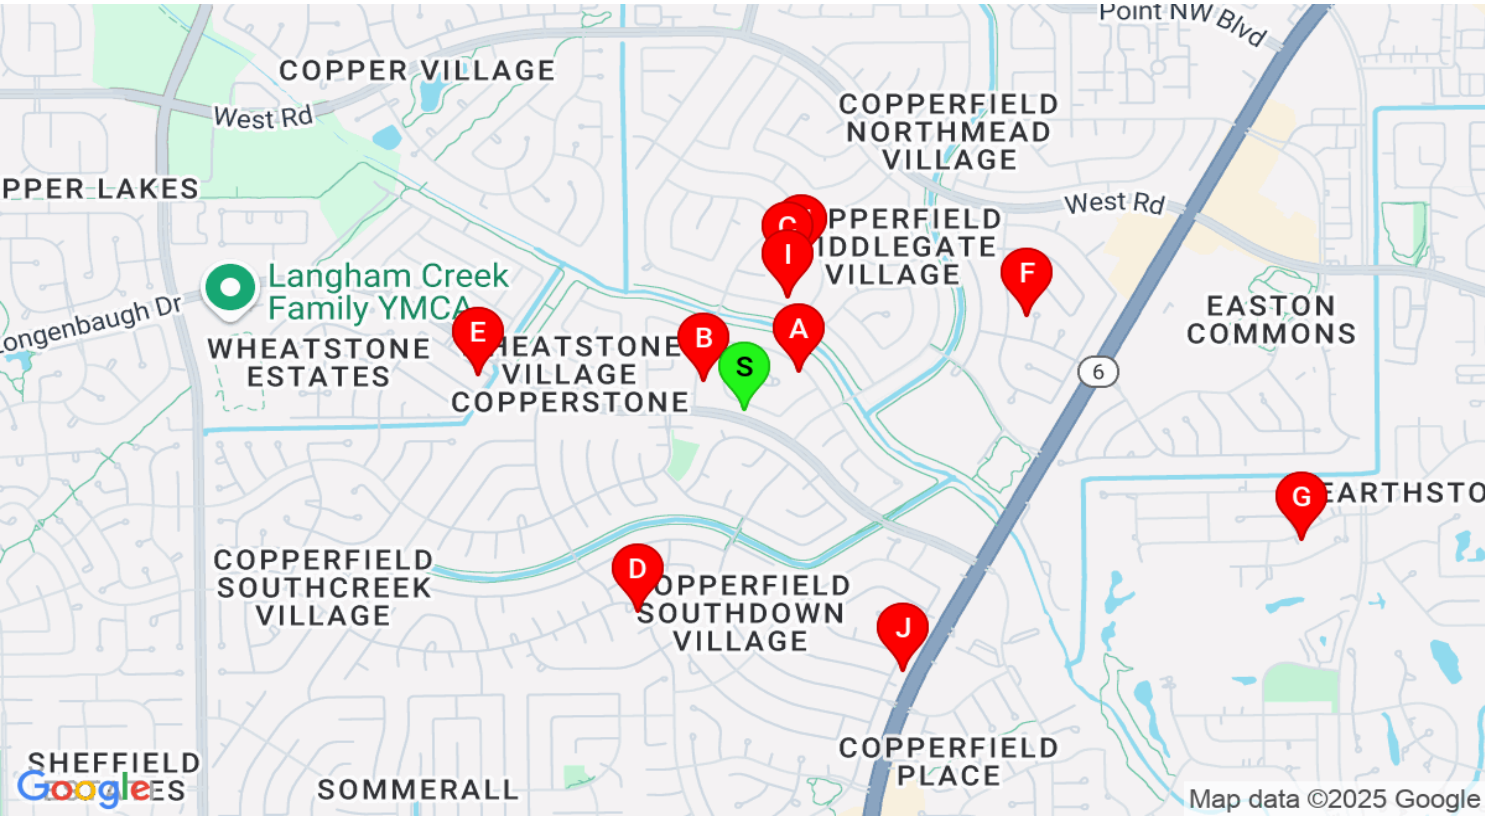 Point NW Blvd
COPPER VILLAGE
West Rd
COPPERFIELD
NORTHMEAD
VILLAGE
PPER LAKES
West Rd
C
PPERFIELD
IDDLEGATE
VILLAGE
I
F
Langham Creek
Family YMCA
Longenbaugh Dr
EASTON
COMMONS
E
B
A
S
WHEATSTONE
ESTATES
HEATSTONE
VILLAGE
COPPERSTONE
6
G
EARTHSTO
COPPERFIELD
SOUTHCREEK
VILLAGE
D
OPPERFIELD
SOUTHDOWN
VILLAGE
J
COPPERFIELD
PLACE
SHEFFIELD
ES
Google
SOMMERALL
Map data ©2025 Google